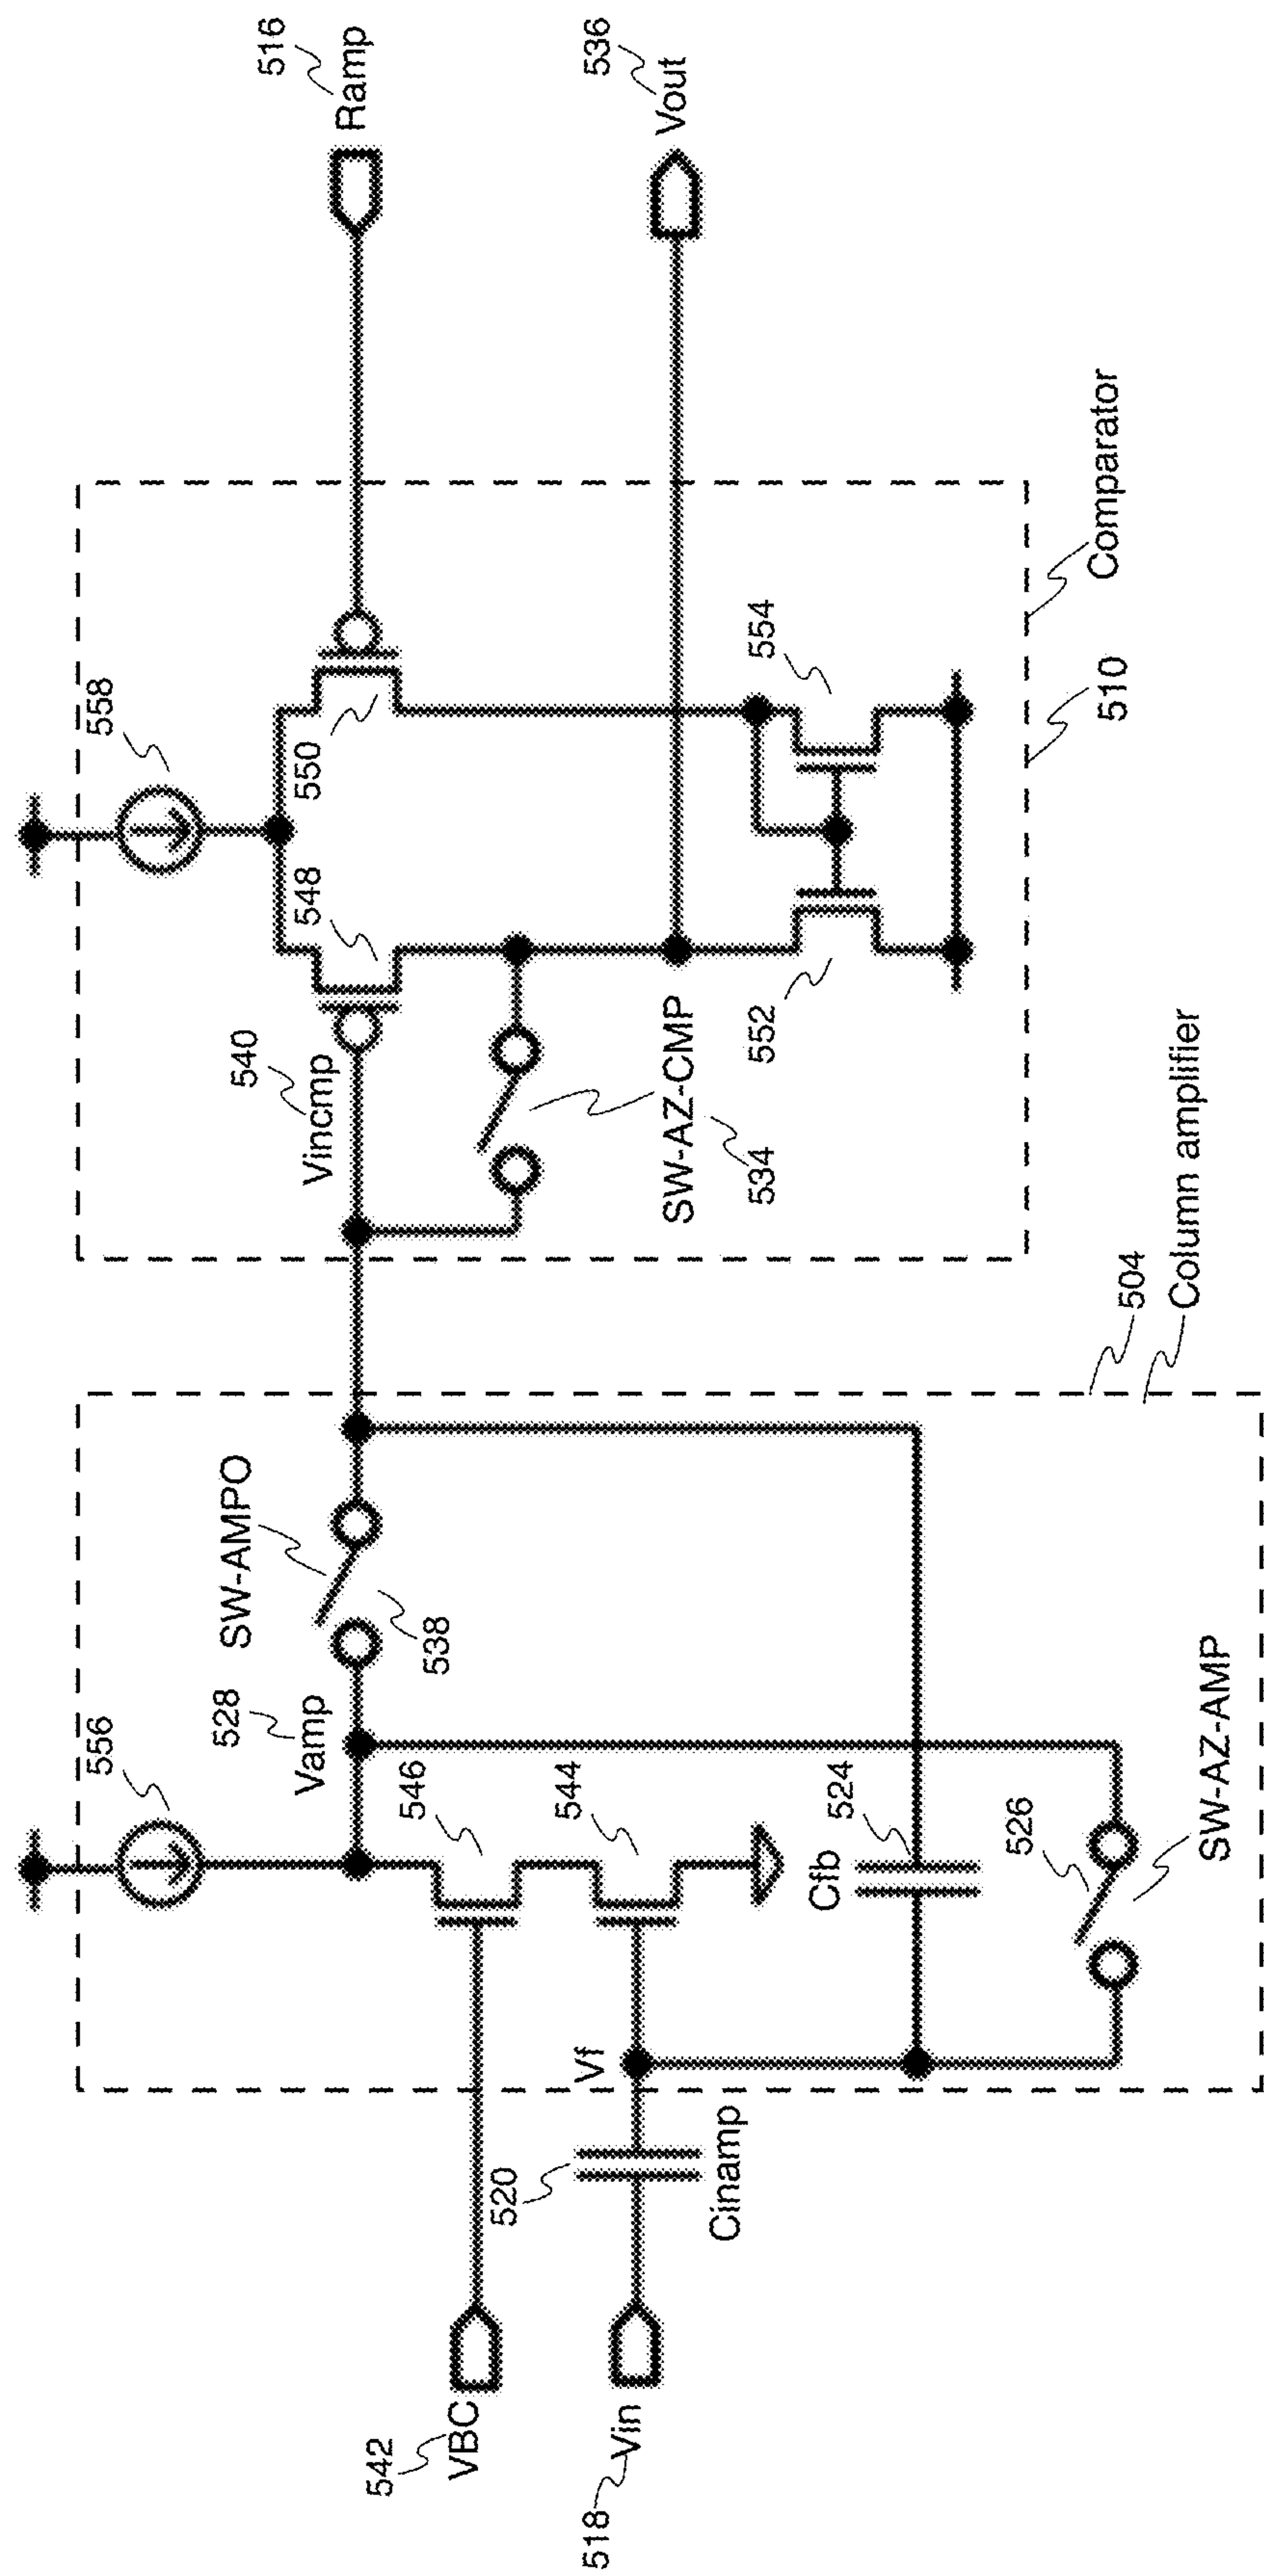 542
VBC
518
Vin
520
Cinamp
Vf
556
528
Vamp
546
544
524
Cfb
526
SW-AZ-AMP
SW-AMPO
538
504
Column amplifier
540
Vincmp
SW-AZ-CMP
534
548
558
550
552
554
510
Comparator
516
Ramp
536
Vout